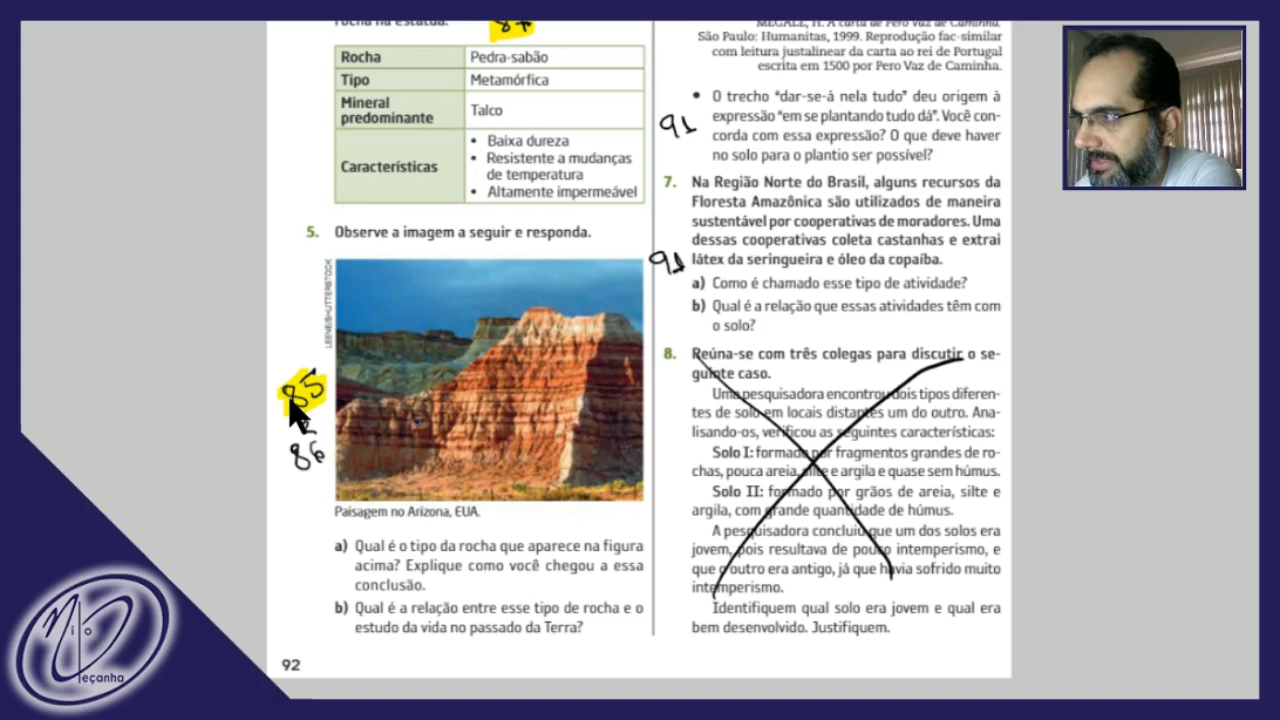 rocha na estátua.
87
Rocha
Pedra-sabão
Tipo
Metamórfica
Mineral
predominante
Talco
Características
• Baixa dureza
• Resistente a mudanças
de temperatura
• Altamente impermeável
5. Observe a imagem a seguir e responda.
LEENE/SHUTTERSTOCK
85
e
86
Paisagem no Arizona, EUA.
a) Qual é o tipo da rocha que aparece na figura
acima? Explique como você chegou a essa
conclusão.
b) Qual é a relação entre esse tipo de rocha e o
estudo da vida no passado da Terra?
92
MEGALE, H. A carta de Pero Vaz de Caminha.
São Paulo: Humanitas, 1999. Reprodução fac-similar
com leitura justalinear da carta ao rei de Portugal
escrita em 1500 por Pero Vaz de Caminha.
91
• O trecho “dar-se-á nela tudo” deu origem à
expressão “em se plantando tudo dá”. Você con-
corda com essa expressão? O que deve haver
no solo para o plantio ser possível?
7. Na Região Norte do Brasil, alguns recursos da
Floresta Amazônica são utilizados de maneira
sustentável por cooperativas de moradores. Uma
dessas cooperativas coleta castanhas e extrai
látex da seringueira e óleo da copaíba.
91
a) Como é chamado esse tipo de atividade?
b) Qual é a relação que essas atividades têm com
o solo?
8. Reúna-se com três colegas para discutir o se-
guinte caso.
Uma pesquisadora encontrou dois tipos diferen-
tes de solo em locais distantes um do outro. Ana-
lisando-os, verificou as seguintes características:
Solo I: formado por fragmentos grandes de ro-
chas, pouca areia, silte e argila e quase sem húmus.
Solo II: formado por grãos de areia, silte e
argila, com grande quantidade de húmus.
A pesquisadora concluiu que um dos solos era
jovem, pois resultava de pouco intemperismo, e
que o outro era antigo, já que havia sofrido muito
intemperismo.
Identifiquem qual solo era jovem e qual era
bem desenvolvido. Justifiquem.